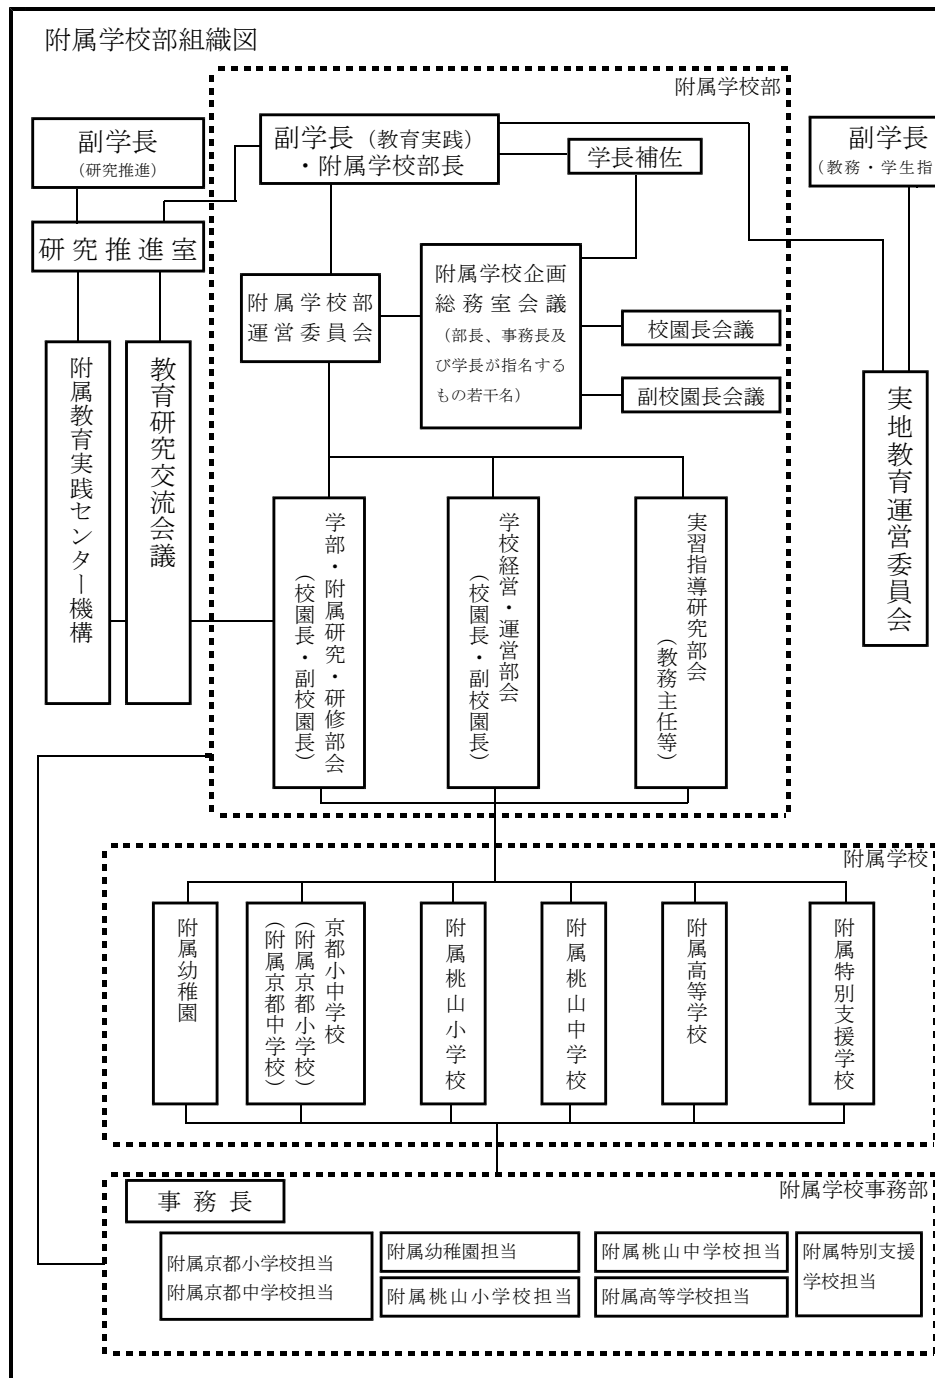 附属学校部組織図
附属学校部
副学長
(研究推進)
副学長（教育実践）
・附属学校部長
学長補佐
副学長
(教務・学生指
研究推進室
附属学校部
運営委員会
附属学校企画
総務室会議
（部長、事務長及
び学長が指名する
もの若干名）
校園長会議
副校園長会議
附属教育実践センター機構
教育研究交流会議
実地教育運営委員会
学部・附属研究・研修部会
（校園長・副校園長）
学校経営・運営部会
（校園長・副校園長）
実習指導研究部会
（教務主任等）
附属学校
附属幼稚園
京都小中学校
（附属京都小学校）
（附属京都中学校）
附属桃山小学校
附属桃山中学校
附属高等学校
附属特別支援学校
附属学校事務部
事務長
附属京都小学校担当
附属京都中学校担当
附属幼稚園担当
附属桃山小学校担当
附属桃山中学校担当
附属高等学校担当
附属特別支援
学校担当